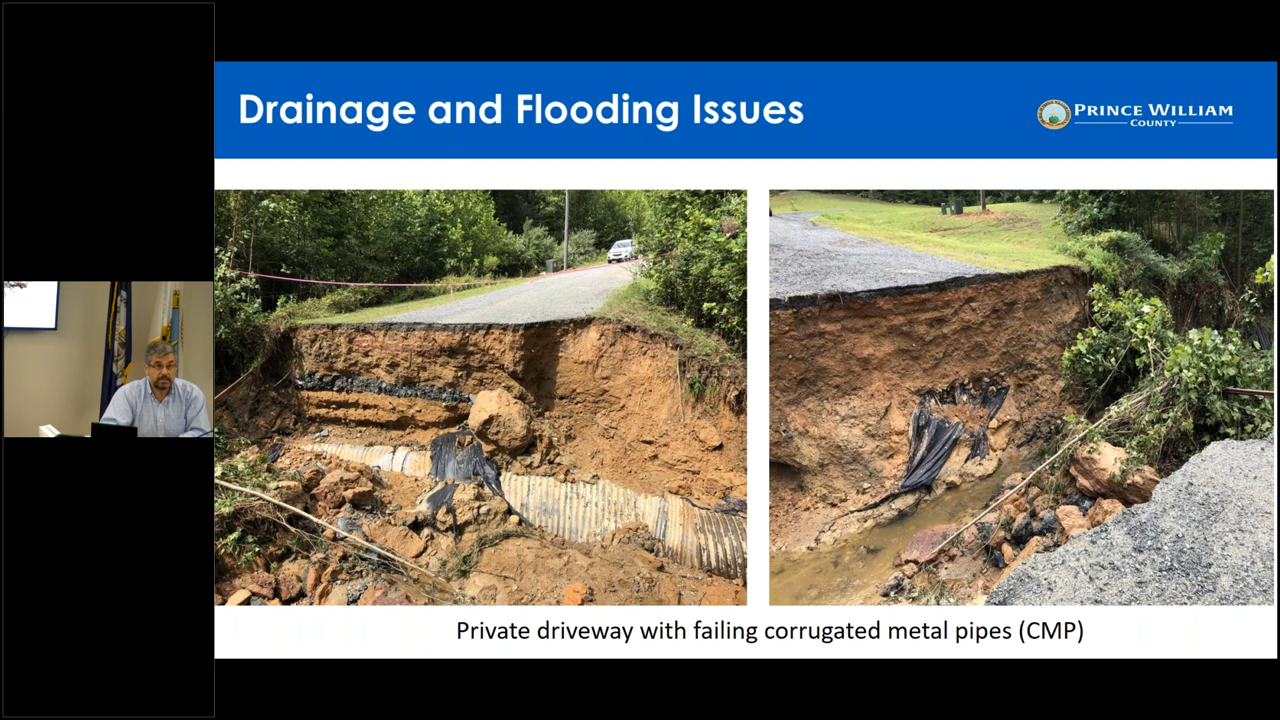 Drainage and Flooding Issues
PRINCE WILLIAM
COUNTY
Private driveway with failing corrugated metal pipes (CMP)